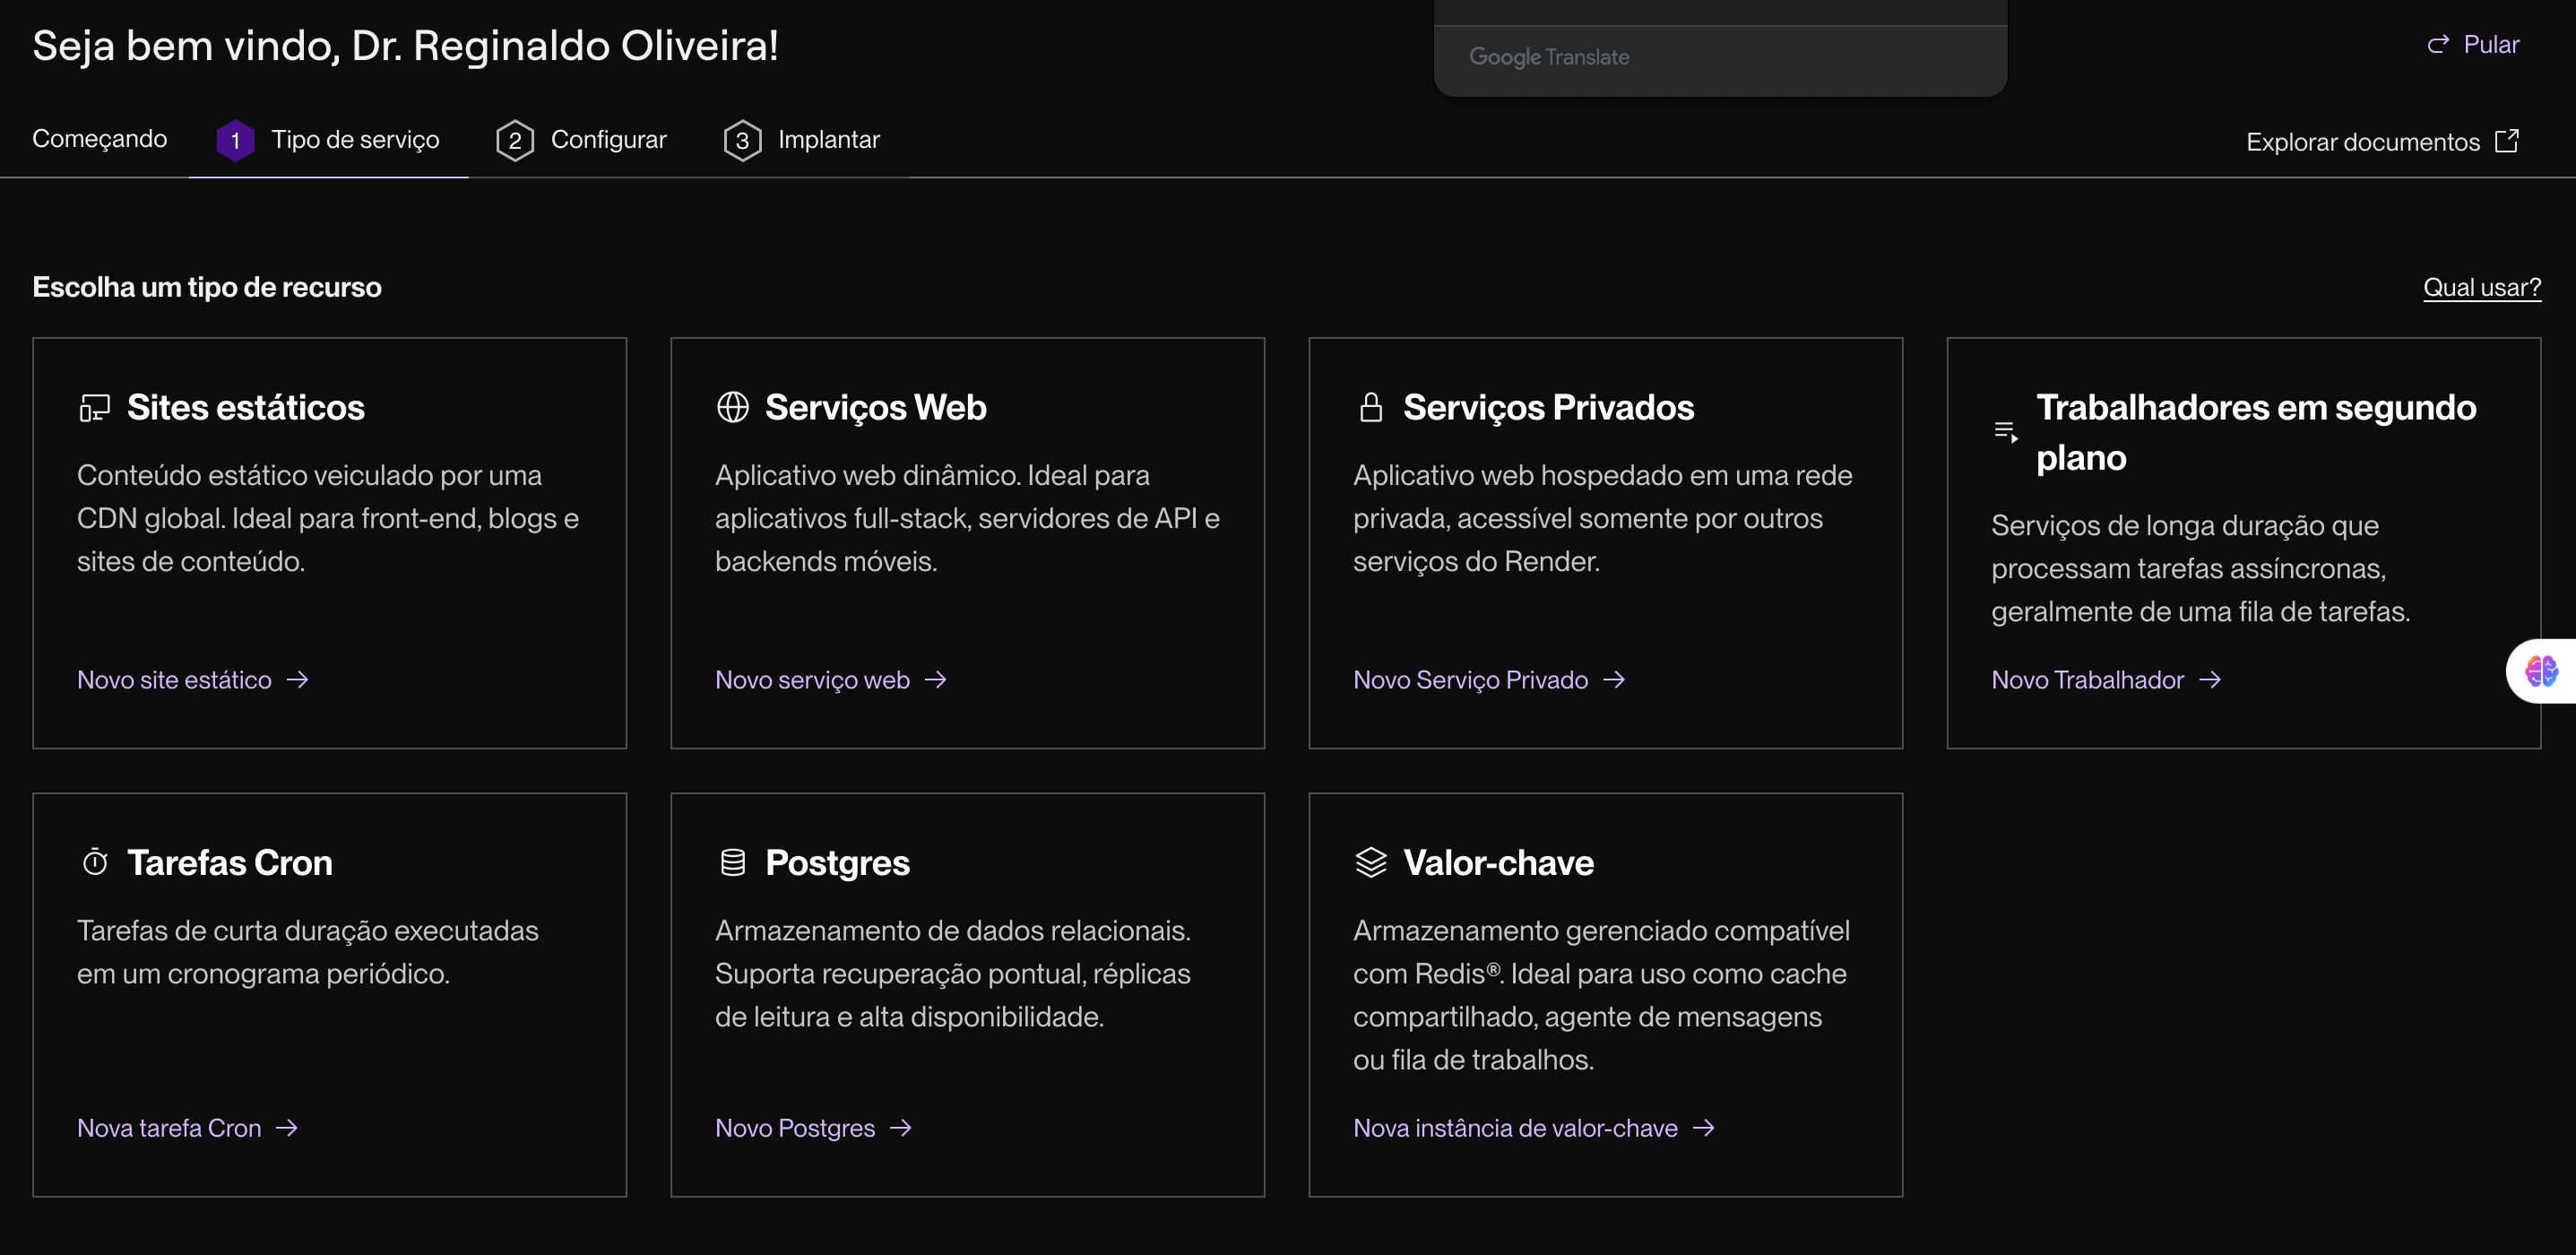 Seja bem vindo, Dr. Reginaldo Oliveira!
Google Translate
Pular
Começando
1 Tipo de serviço
2 Configurar
3 Implantar
Explorar documentos
Escolha um tipo de recurso
Qual usar?
Sites estáticos
Conteúdo estático veiculado por uma
CDN global. Ideal para front-end, blogs e
sites de conteúdo.
Novo site estático
Serviços Web
Aplicativo web dinâmico. Ideal para
aplicativos full-stack, servidores de API e
backends móveis.
Novo serviço web
Serviços Privados
Aplicativo web hospedado em uma rede
privada, acessível somente por outros
serviços do Render.
Novo Serviço Privado
Trabalhadores em segundo
plano
Serviços de longa duração que
processam tarefas assíncronas,
geralmente de uma fila de tarefas.
Novo Trabalhador
Tarefas Cron
Tarefas de curta duração executadas
em um cronograma periódico.
Nova tarefa Cron
Postgres
Armazenamento de dados relacionais.
Suporta recuperação pontual, réplicas
de leitura e alta disponibilidade.
Novo Postgres
Valor-chave
Armazenamento gerenciado compatível
com Redis®. Ideal para uso como cache
compartilhado, agente de mensagens
ou fila de trabalhos.
Nova instância de valor-chave